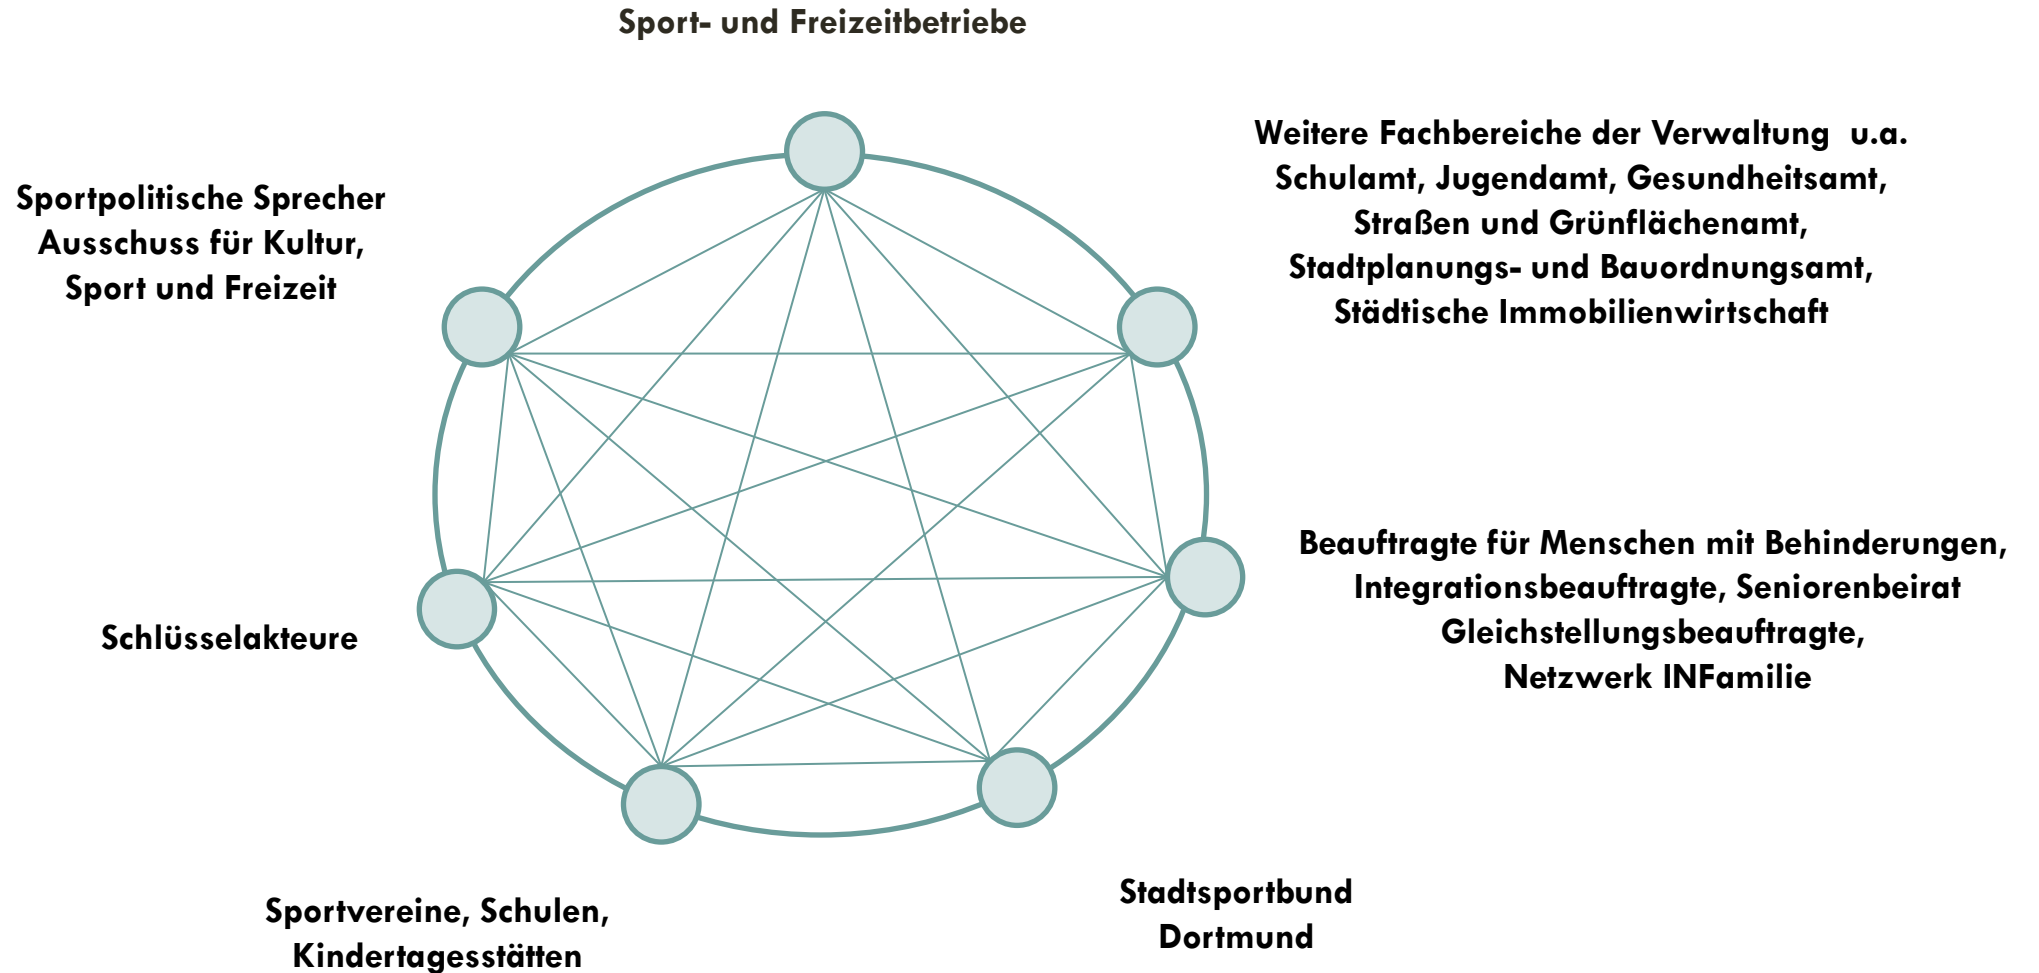 Sport- und Freizeitbetriebe
Weitere Fachbereiche der Verwaltung  u.a.
Schulamt, Jugendamt, Gesundheitsamt,
Straßen und Grünflächenamt,
Stadtplanungs- und Bauordnungsamt,
Städtische Immobilienwirtschaft
Sportpolitische Sprecher
Ausschuss für Kultur,
Sport und Freizeit
Beauftragte für Menschen mit Behinderungen,
Integrationsbeauftragte, Seniorenbeirat
Gleichstellungsbeauftragte,
Netzwerk INFamilie
Schlüsselakteure
Stadtsportbund
Dortmund
Sportvereine, Schulen,
Kindertagesstätten